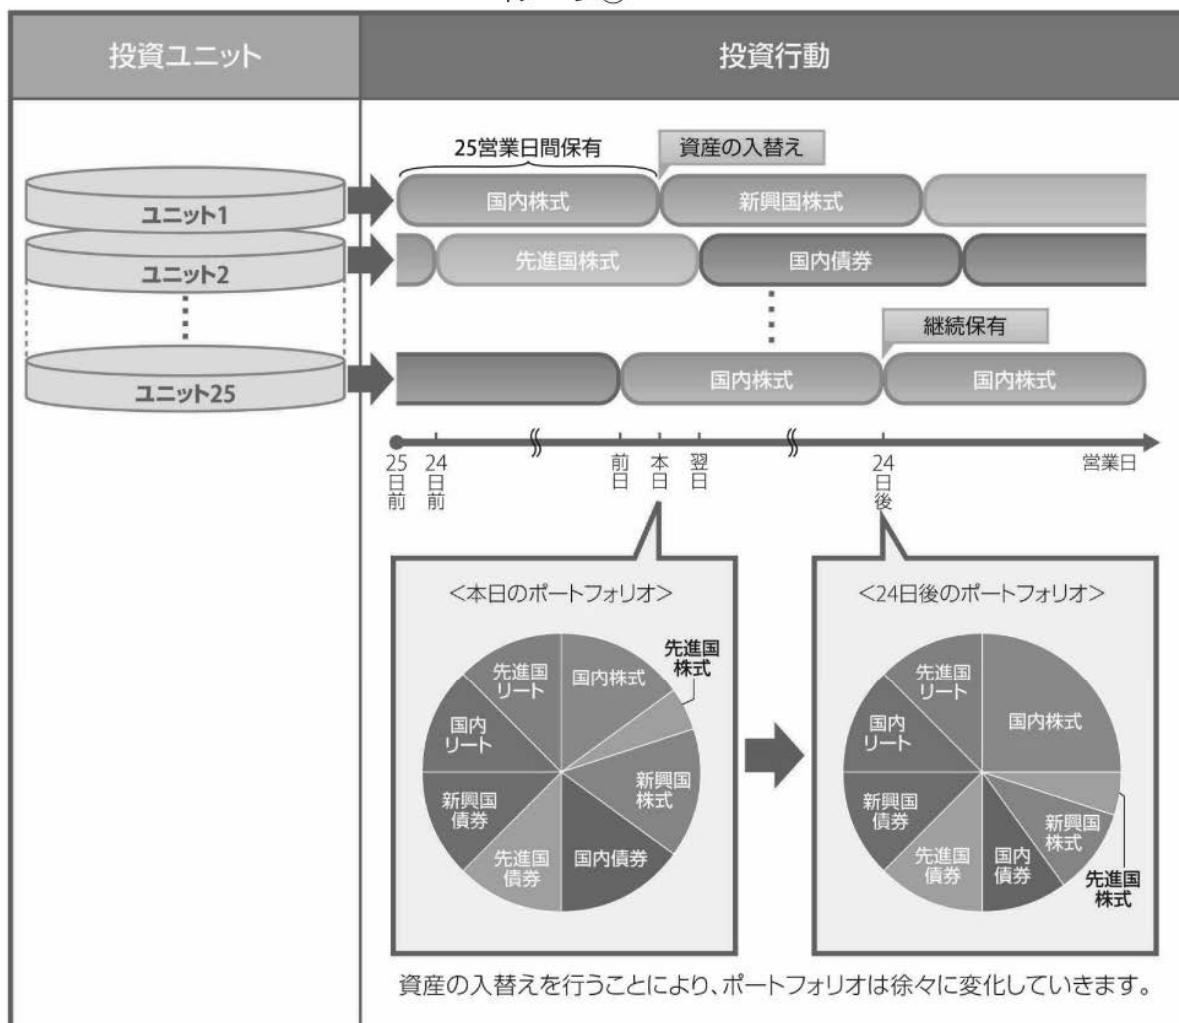 投資ユニット
投資行動
25営業日間保有
資産の入替え
ユニット1
国内株式
新興国株式
ユニット2
先進国株式
国内債券
継続保有
ユニット25
国内株式
国内株式
25日前
24日前
前日
本日
翌日
24日後
営業日
<本日のポートフォリオ>
先進国
リート
国内株式
先進国
株式
国内
リート
新興国
株式
新興国
債券
先進国
債券
国内債券
<24日後のポートフォリオ>
先進国
リート
国内株式
国内
リート
新興国
債券
新興国
株式
先進国
債券
国内
債券
先進国
株式
資産の入替えを行うことにより、ポートフォリオは徐々に変化していきます。